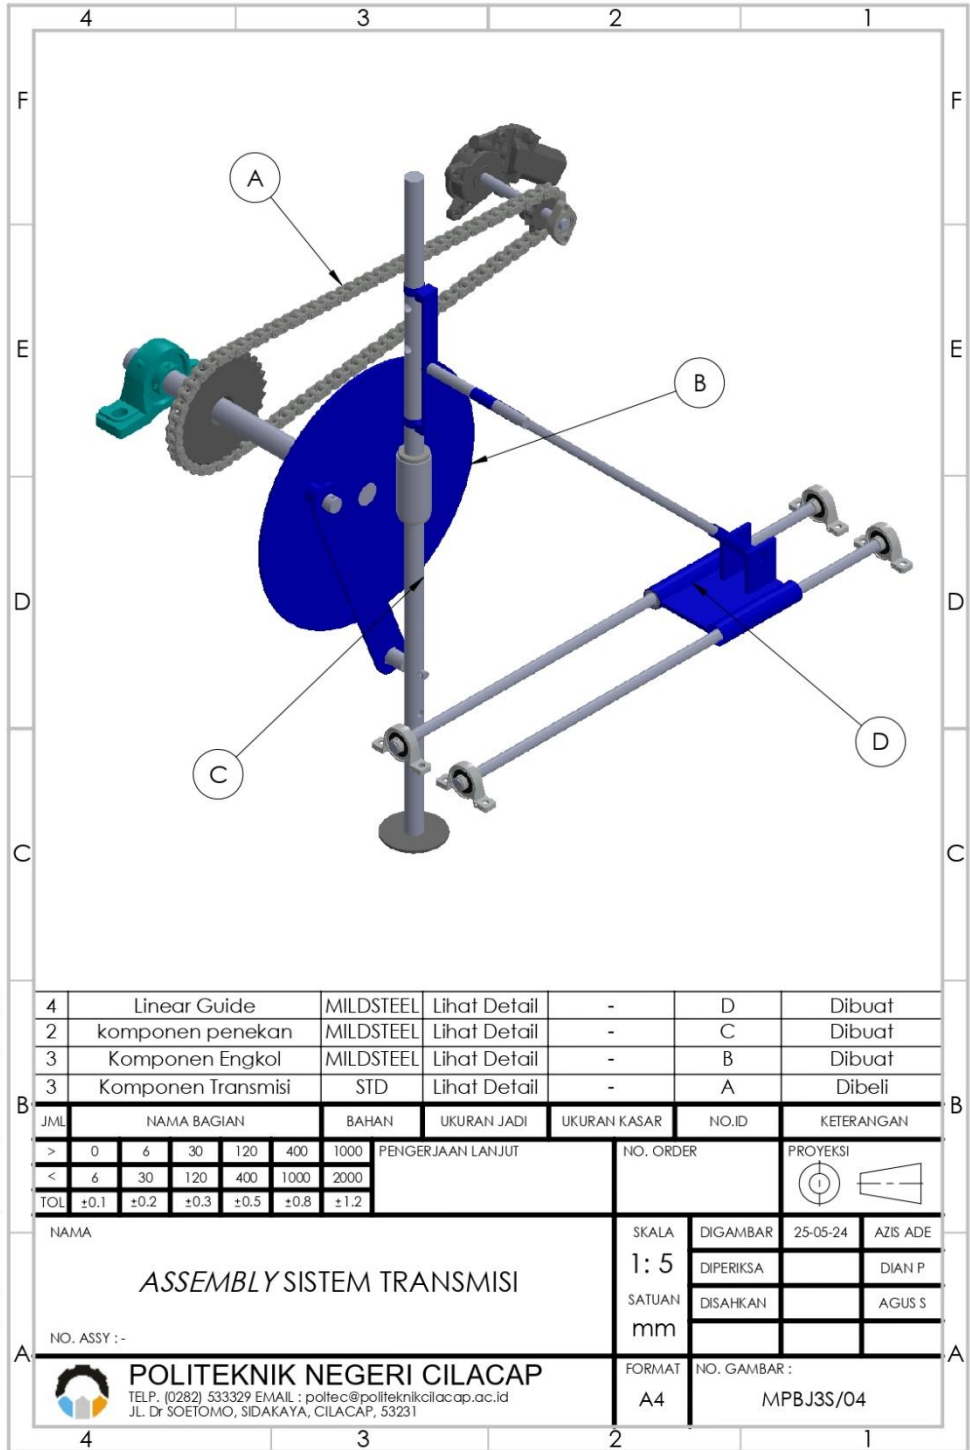 4 3 2 1
F F
A
E E
B
D D
D
C
C C
4 Linear Guide MILDSTEEL Lihat Detail - D Dibuat
2 komponen penekan MILDSTEEL Lihat Detail - C Dibuat
3 Komponen Engkol MILDSTEEL Lihat Detail - B Dibuat
3 Komponen Transmisi STD Lihat Detail - A Dibeli
B B
JML NAMA BAGIAN BAHAN UKURAN JADI UKURAN KASAR NO.ID KETERANGAN
> 0 6 30 120 400 1000 PENGERJAAN LANJUT NO. ORDER PROYEKSI
< 6 30 120 400 1000 2000
TOL ±0.1 ±0.2 ±0.3 ±0.5 ±0.8 ±1.2
NAMA SKALA DIGAMBAR 25-05-24 AZIS ADE
ASSEMBLY SISTEM TRANSMISI 1: 5 DIPERIKSA DIAN P
SATUAN DISAHKAN AGUS S
NO. ASSY : - mm
A A
POLITEKNIK NEGERI CILACAP FORMAT NO. GAMBAR :
TELP. (0282) 533329 EMAIL : poltec@politeknikcilacap.ac.id A4 MPBJ3S/04
JL. Dr SOETOMO, SIDAKAYA, CILACAP, 53231
4 3 2 1